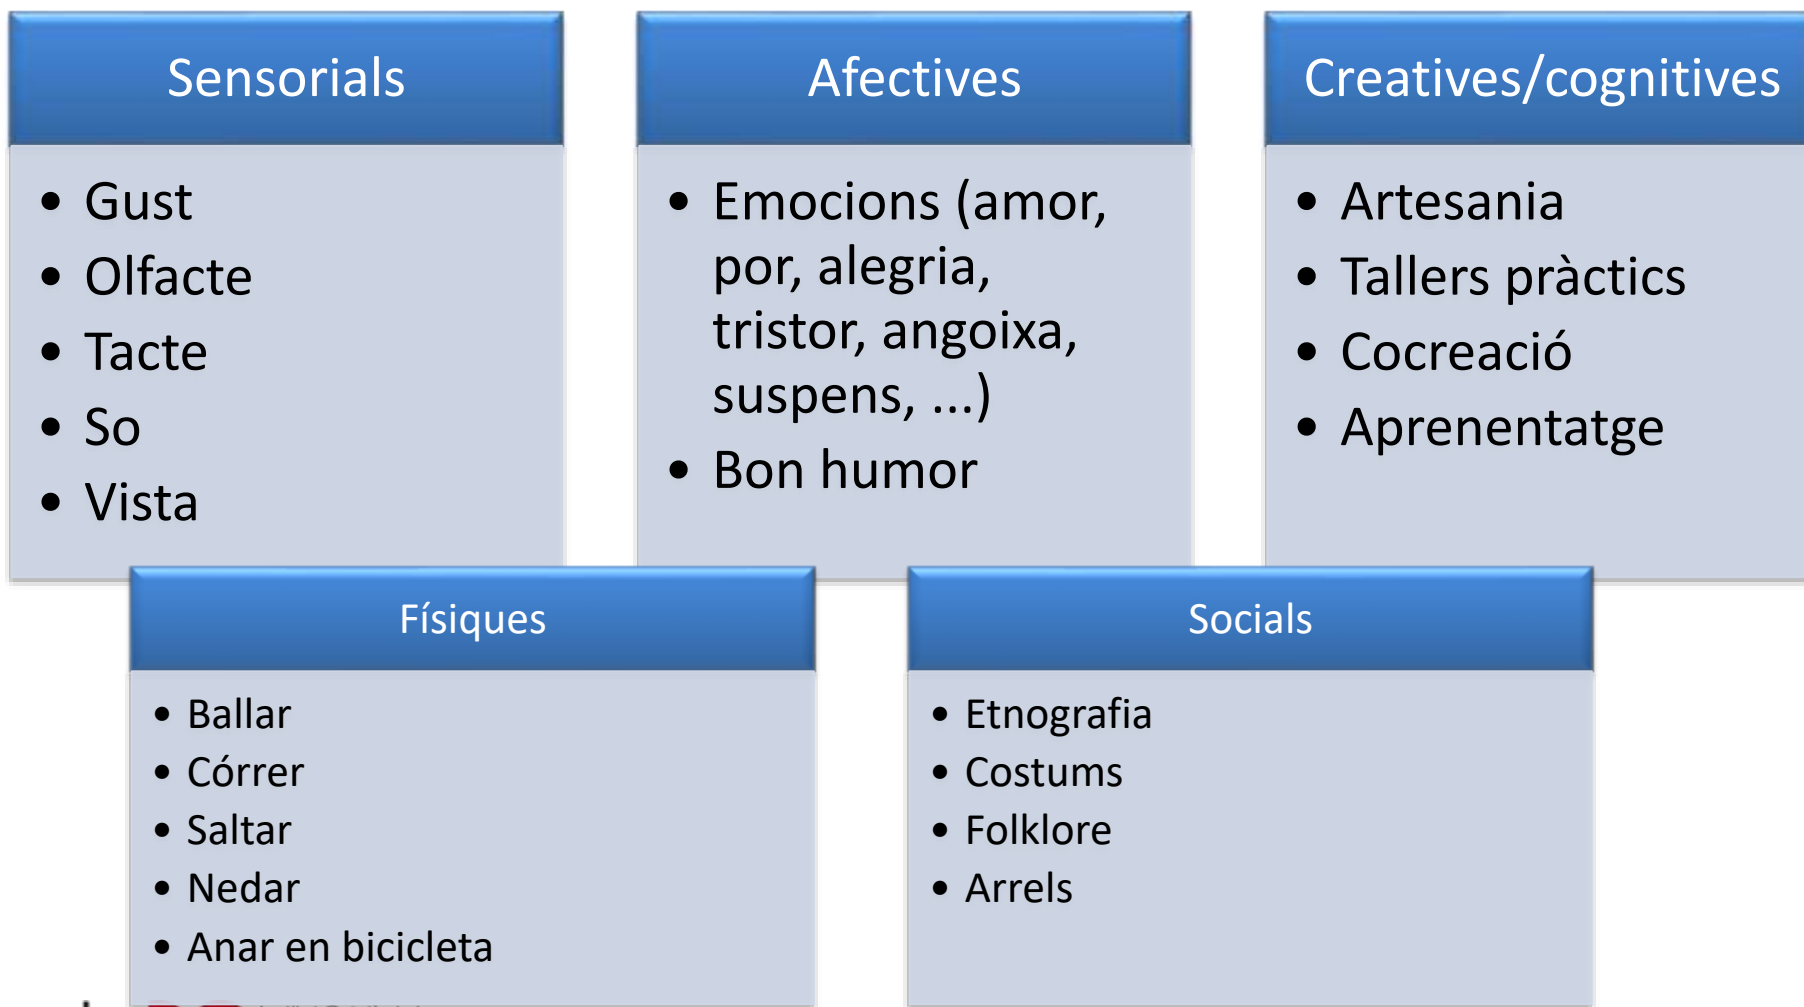 Sensorials
• Gust
• Olfacte
• Tacte
• So
• Vista
Afectives
• Emocions (amor,
por, alegria,
tristor, angoixa,
suspens, ...)
• Bon humor
Creatives/cognitives
• Artesania
• Tallers pràctics
• Cocreació
• Aprenentatge
Físiques
• Ballar
• Córrer
• Saltar
• Nedar
• Anar en bicicleta
Socials
• Etnografia
• Costums
• Folklore
• Arrels